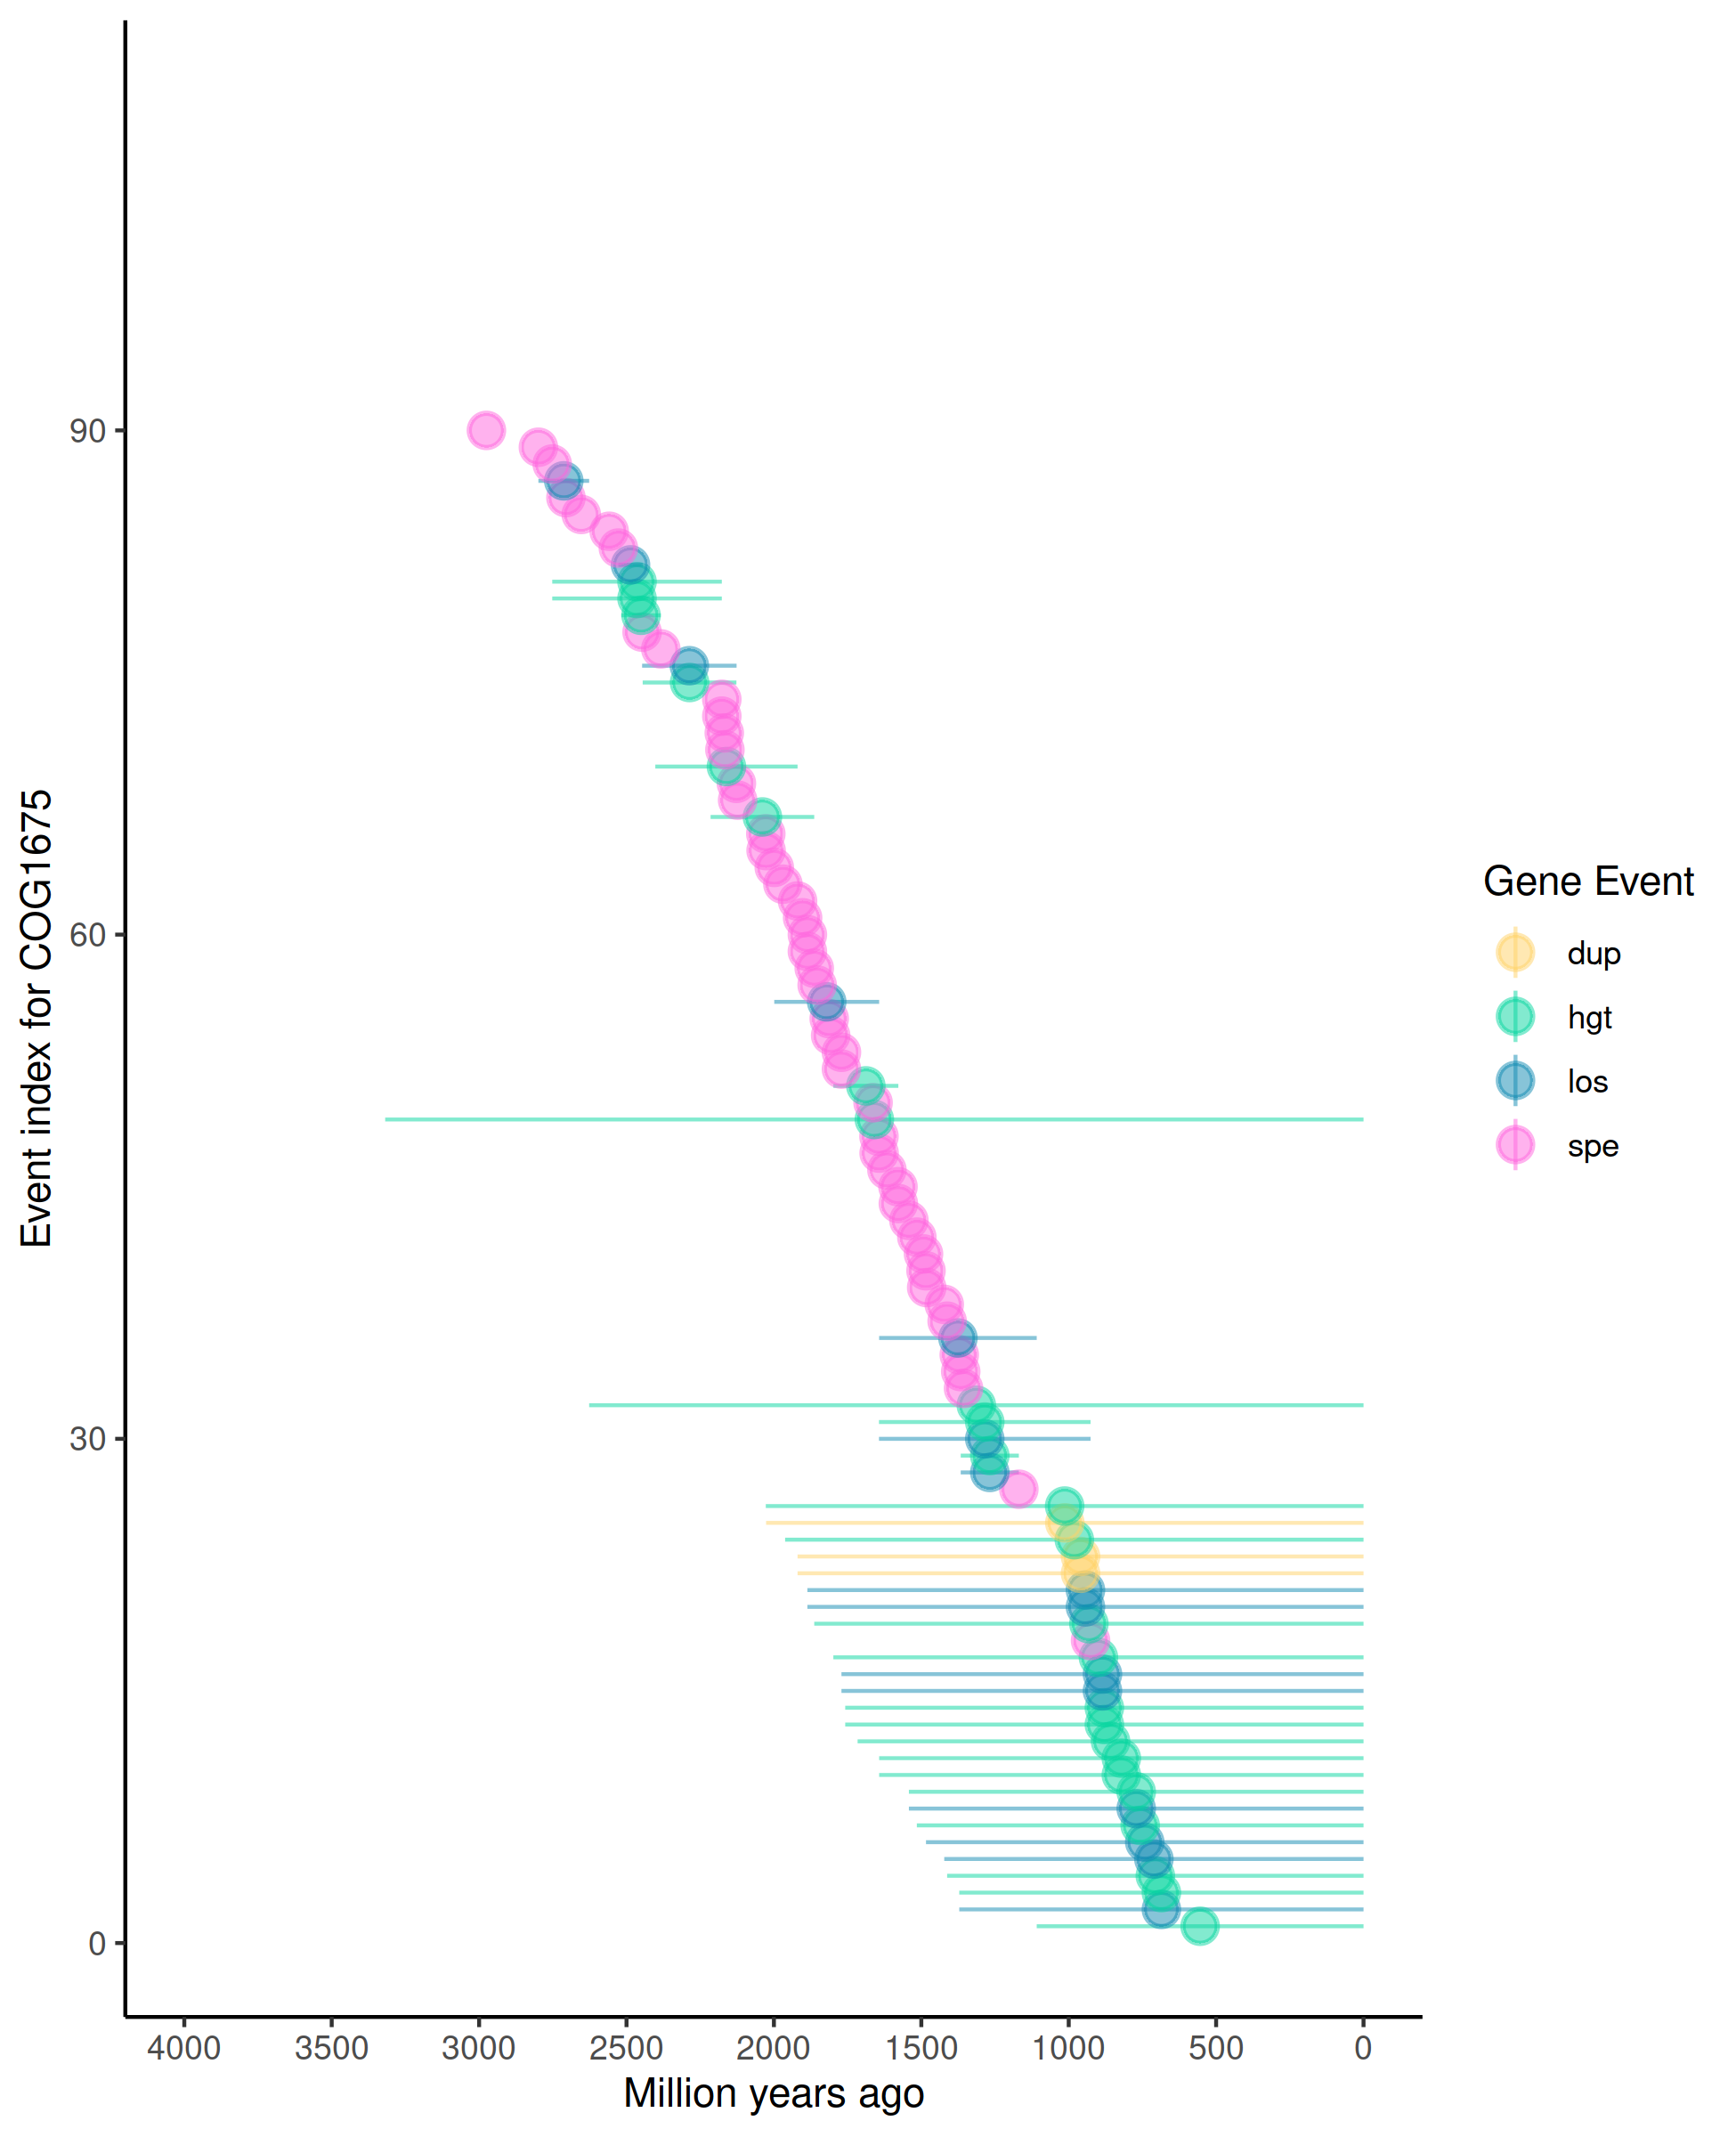 Event index for COG1675
90
60
30
0
4000 3500 3000 2500 2000 1500 1000 500 0
Million years ago
Gene Event
dup
hgt
los
spe